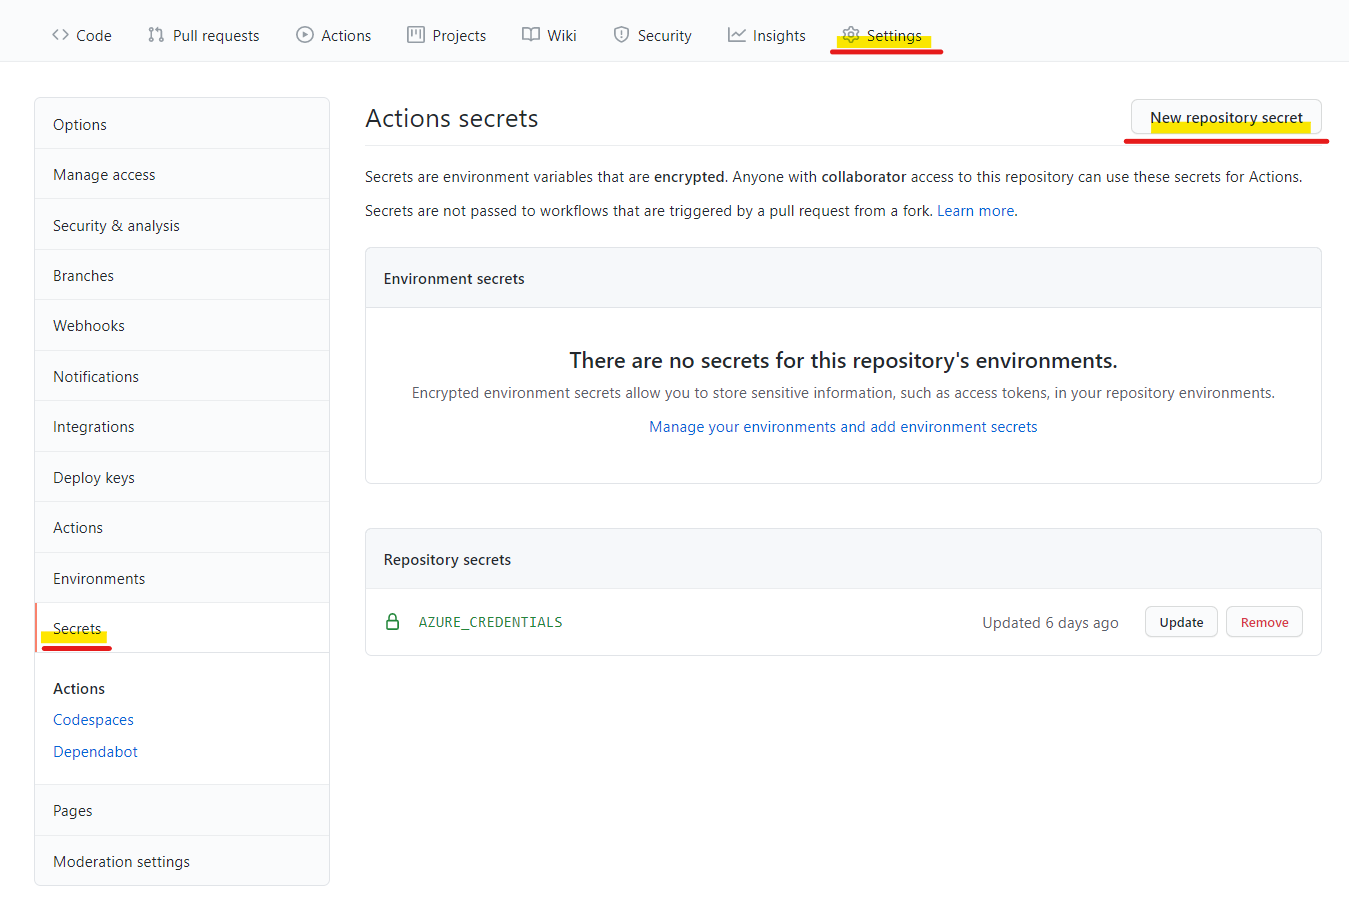 Code Pull requests Actions Projects Wiki Security Insights Settings
Options
Manage access
Security & analysis
Branches
Webhooks
Notifications
Integrations
Deploy keys
Actions
Environments
Secrets
Actions
Codespaces
Dependabot
Pages
Moderation settings
Actions secrets
New repository secret
Secrets are environment variables that are encrypted. Anyone with collaborator access to this repository can use these secrets for Actions.
Secrets are not passed to workflows that are triggered by a pull request from a fork. Learn more.
Environment secrets
There are no secrets for this repository's environments.
Encrypted environment secrets allow you to store sensitive information, such as access tokens, in your repository environments.
Manage your environments and add environment secrets
Repository secrets
AZURE_CREDENTIALS Updated 6 days ago Update Remove